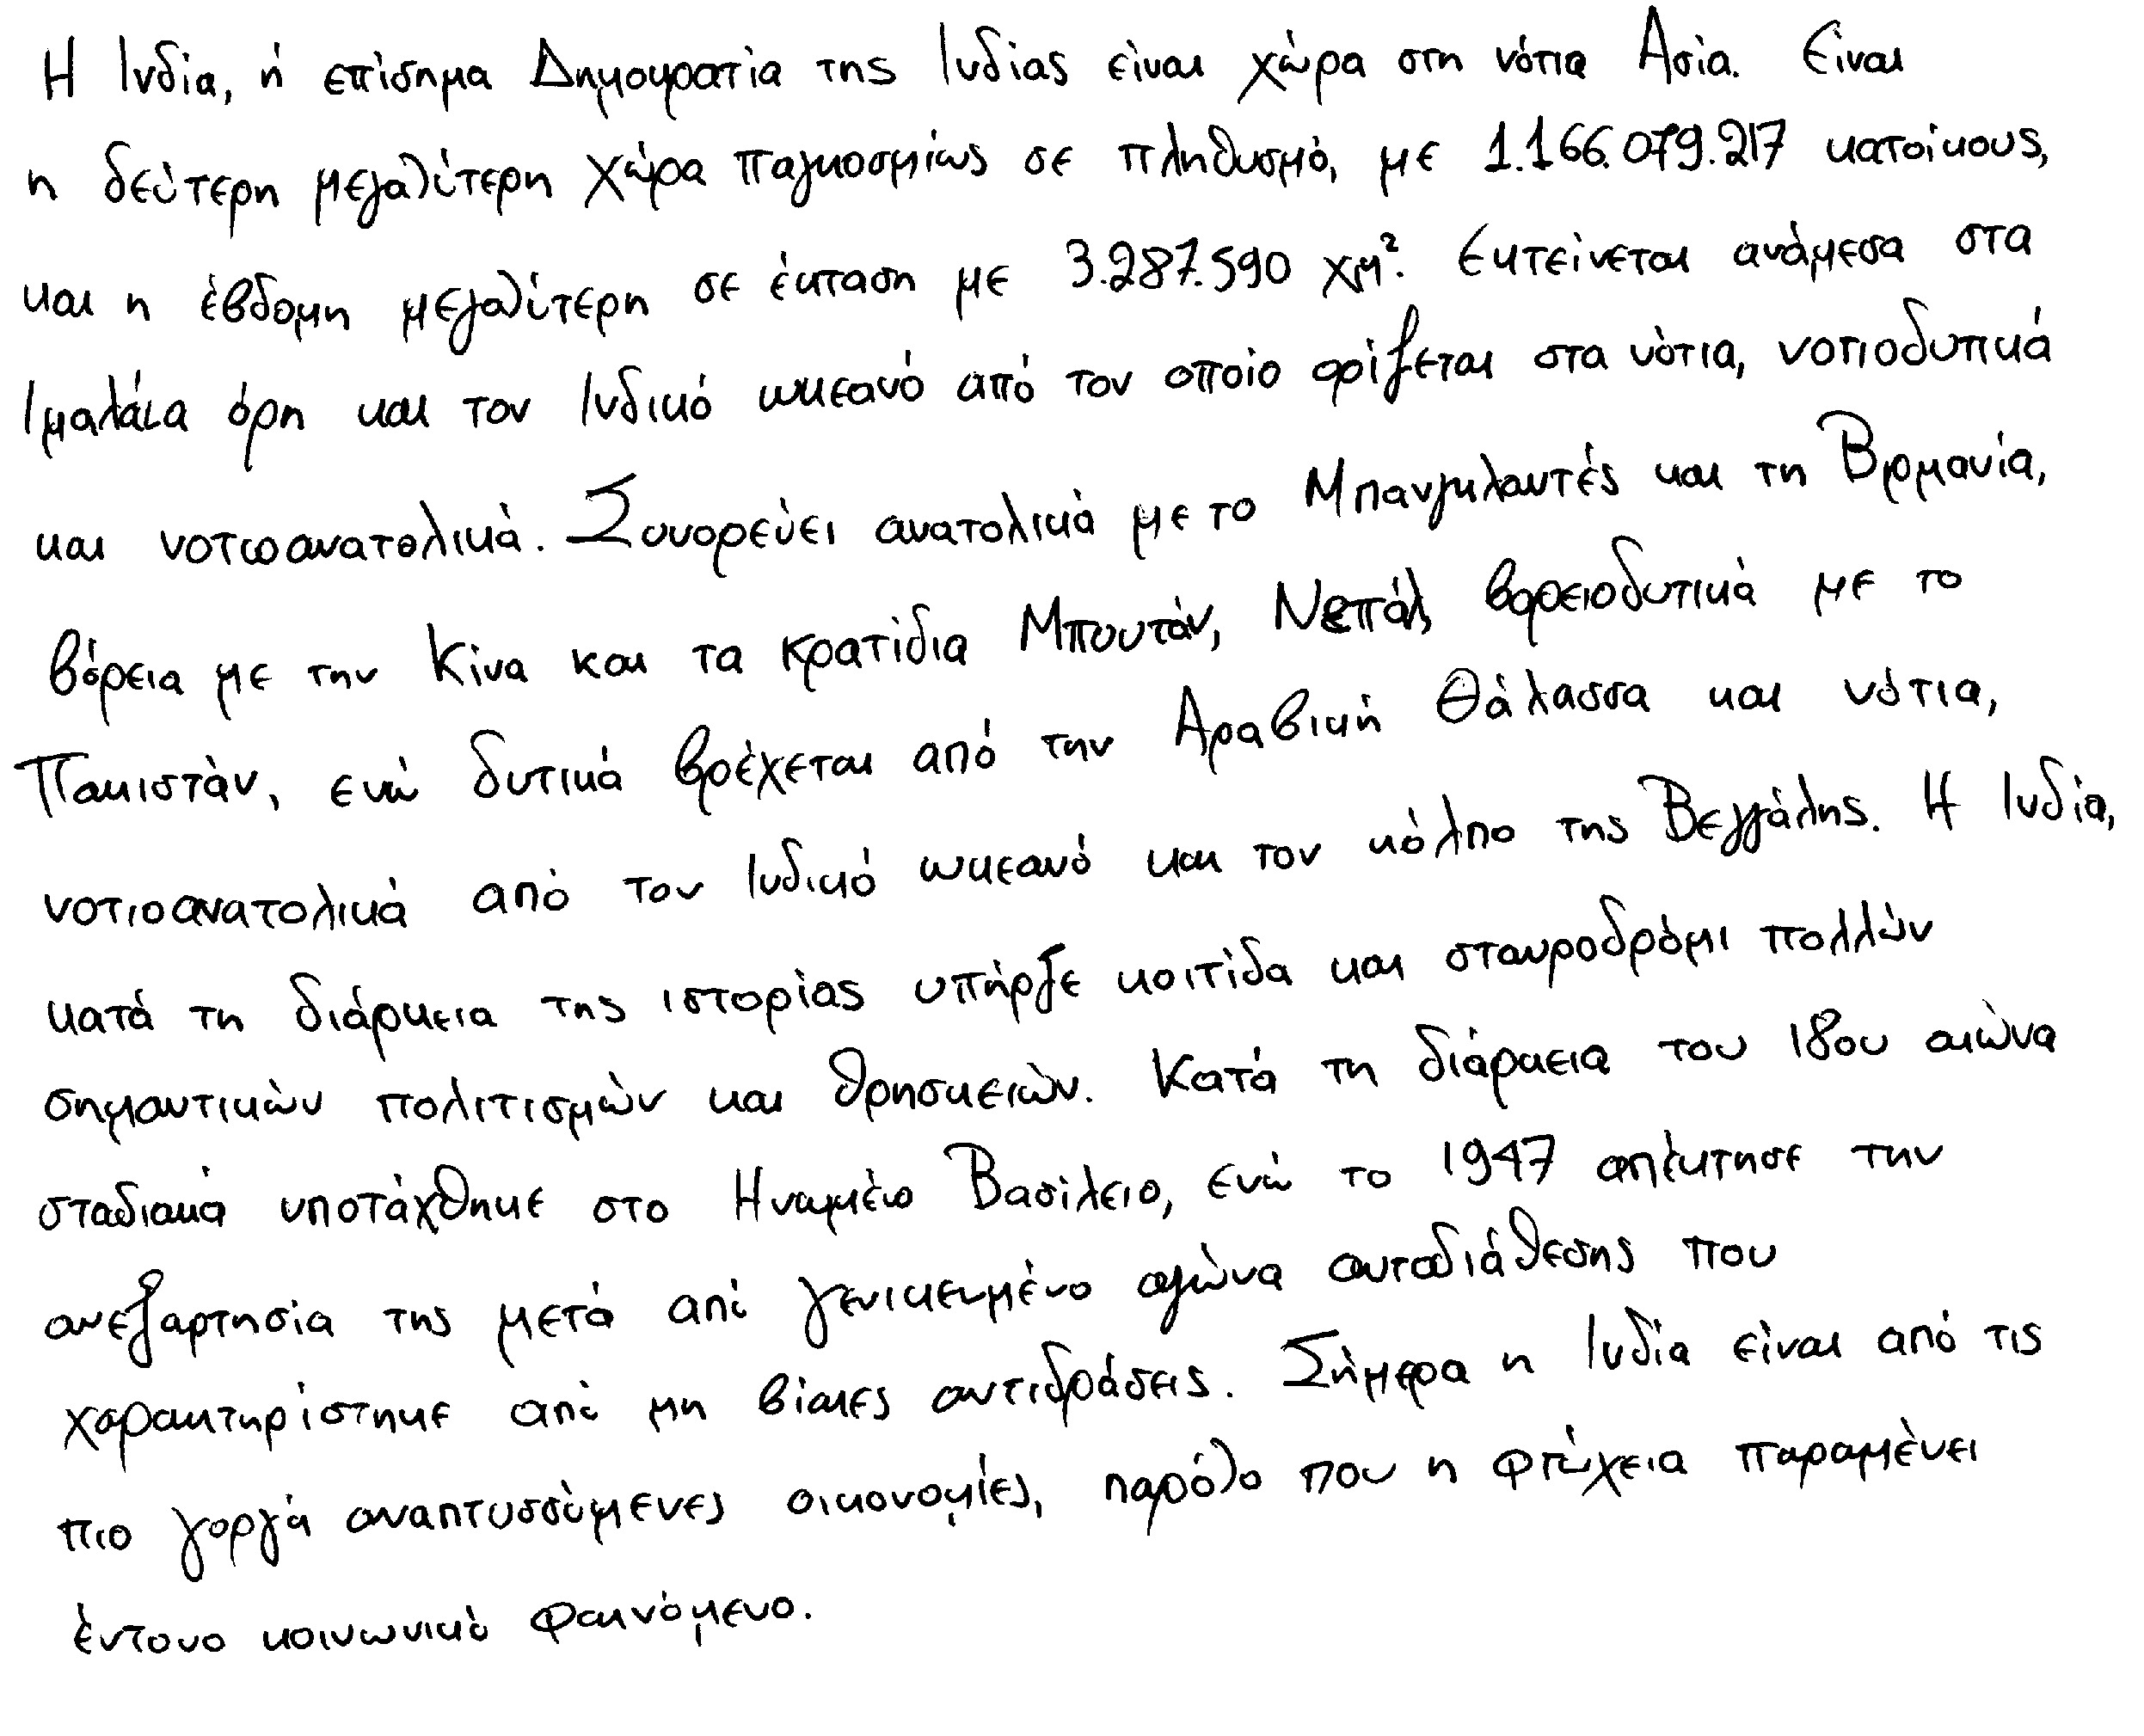 Η Ινδία, ή επίσημα Δημοκρατία της Ινδίας είναι χώρα στη νότια Ασία. Είναι
η δεύτερη μεγαλύτερη χώρα παγκοσμίως σε πληθυσμό, με 1.166.079.217 κατοίκους,
και η έβδομη μεγαλύτερη σε έκταση με 3.287.590 χμ². Εκτείνεται ανάμεσα στα
Ιμαλάια όρη και τον Ινδικό ωκεανό από τον οποίο ορίζεται στα νότια, νοτιοδυτικά
και νοτιοανατολικά. Συνορεύει ανατολικά με το Μπανγκλαντές και τη Βιρμανία,
βόρεια με την Κίνα και τα κρατίδια Μπουτάν, Νεπάλ, βορειοδυτικά με το
Πακιστάν, ενώ δυτικά βρέχεται από την Αραβική Θάλασσα και νότια,
νοτιοανατολικά από τον Ινδικό ωκεανό και τον κόλπο της Βεγγάλης. Η Ινδία,
κατά τη διάρκεια της ιστορίας υπήρξε κοιτίδα και σταυροδρόμι πολλών
σημαντικών πολιτισμών και θρησκειών. Κατά τη διάρκεια του 18ου αιώνα
σταδιακά υποτάχθηκε στο Ηνωμένο Βασίλειο, ενώ το 1947 απέκτησε την
ανεξαρτησία της μετά από γενικευμένο αγώνα αυτοδιάθεσης που
χαρακτηρίστηκε από μη βίαιες αντιδράσεις. Σήμερα η Ινδία είναι από τις
πιο γοργά αναπτυσσόμενες οικονομίες, παρόλο που η φτώχεια παραμένει
έντονο κοινωνικό φαινόμενο.